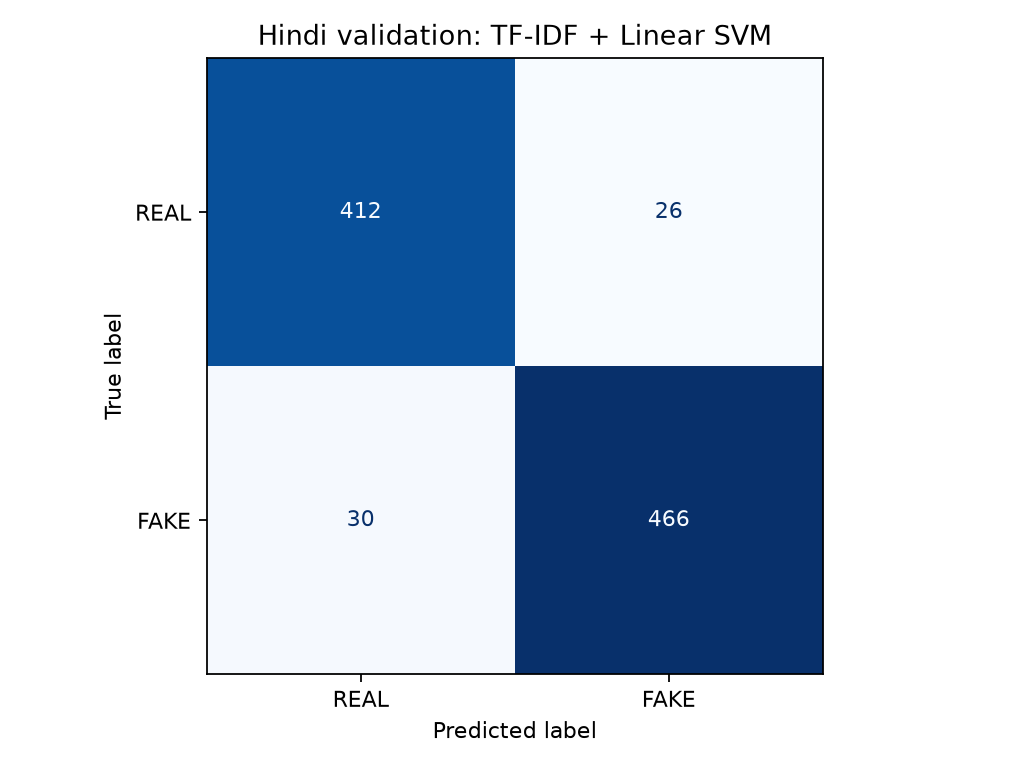 Hindi validation: TF-IDF + Linear SVM
True label
REAL
412
26
FAKE
30
466
REAL
FAKE
Predicted label